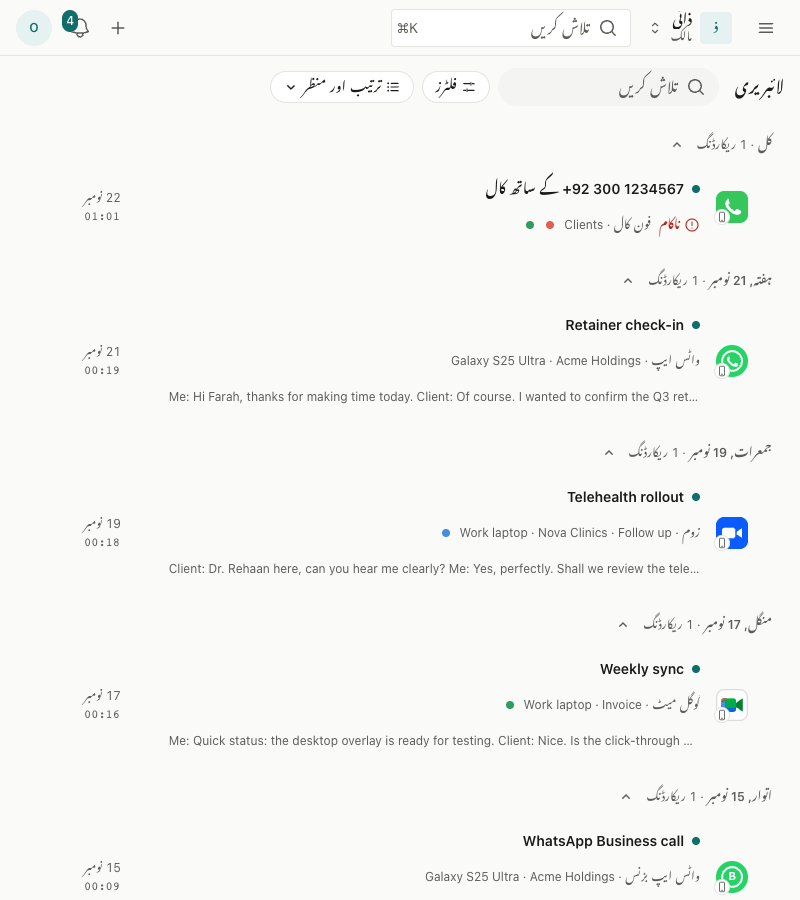 ذ
ذاتی
مالک
تلاش کریں
⌘K
4
O
لائبریری
تلاش کریں
فلٹرز
ترتیب اور منظر
کل · 1 ریکارڈنگ
+92 300 1234567 کے ساتھ کال
ناکام فون کال · Clients
22 نومبر
01:01
ہفتہ, 21 نومبر · 1 ریکارڈنگ
Retainer check-in
واٹس ایپ · Galaxy S25 Ultra · Acme Holdings
Me: Hi Farah, thanks for making time today. Client: Of course. I wanted to confirm the Q3 ret…
21 نومبر
00:19
جمعرات, 19 نومبر · 1 ریکارڈنگ
Telehealth rollout
زوم · Work laptop · Nova Clinics · Follow up
Client: Dr. Rehaan here, can you hear me clearly? Me: Yes, perfectly. Shall we review the tele…
19 نومبر
00:18
منگل, 17 نومبر · 1 ریکارڈنگ
Weekly sync
گوگل میٹ · Work laptop · Invoice
Me: Quick status: the desktop overlay is ready for testing. Client: Nice. Is the click-through …
17 نومبر
00:16
اتوار, 15 نومبر · 1 ریکارڈنگ
WhatsApp Business call
واٹس ایپ بزنس · Galaxy S25 Ultra · Acme Holdings
B
15 نومبر
00:09